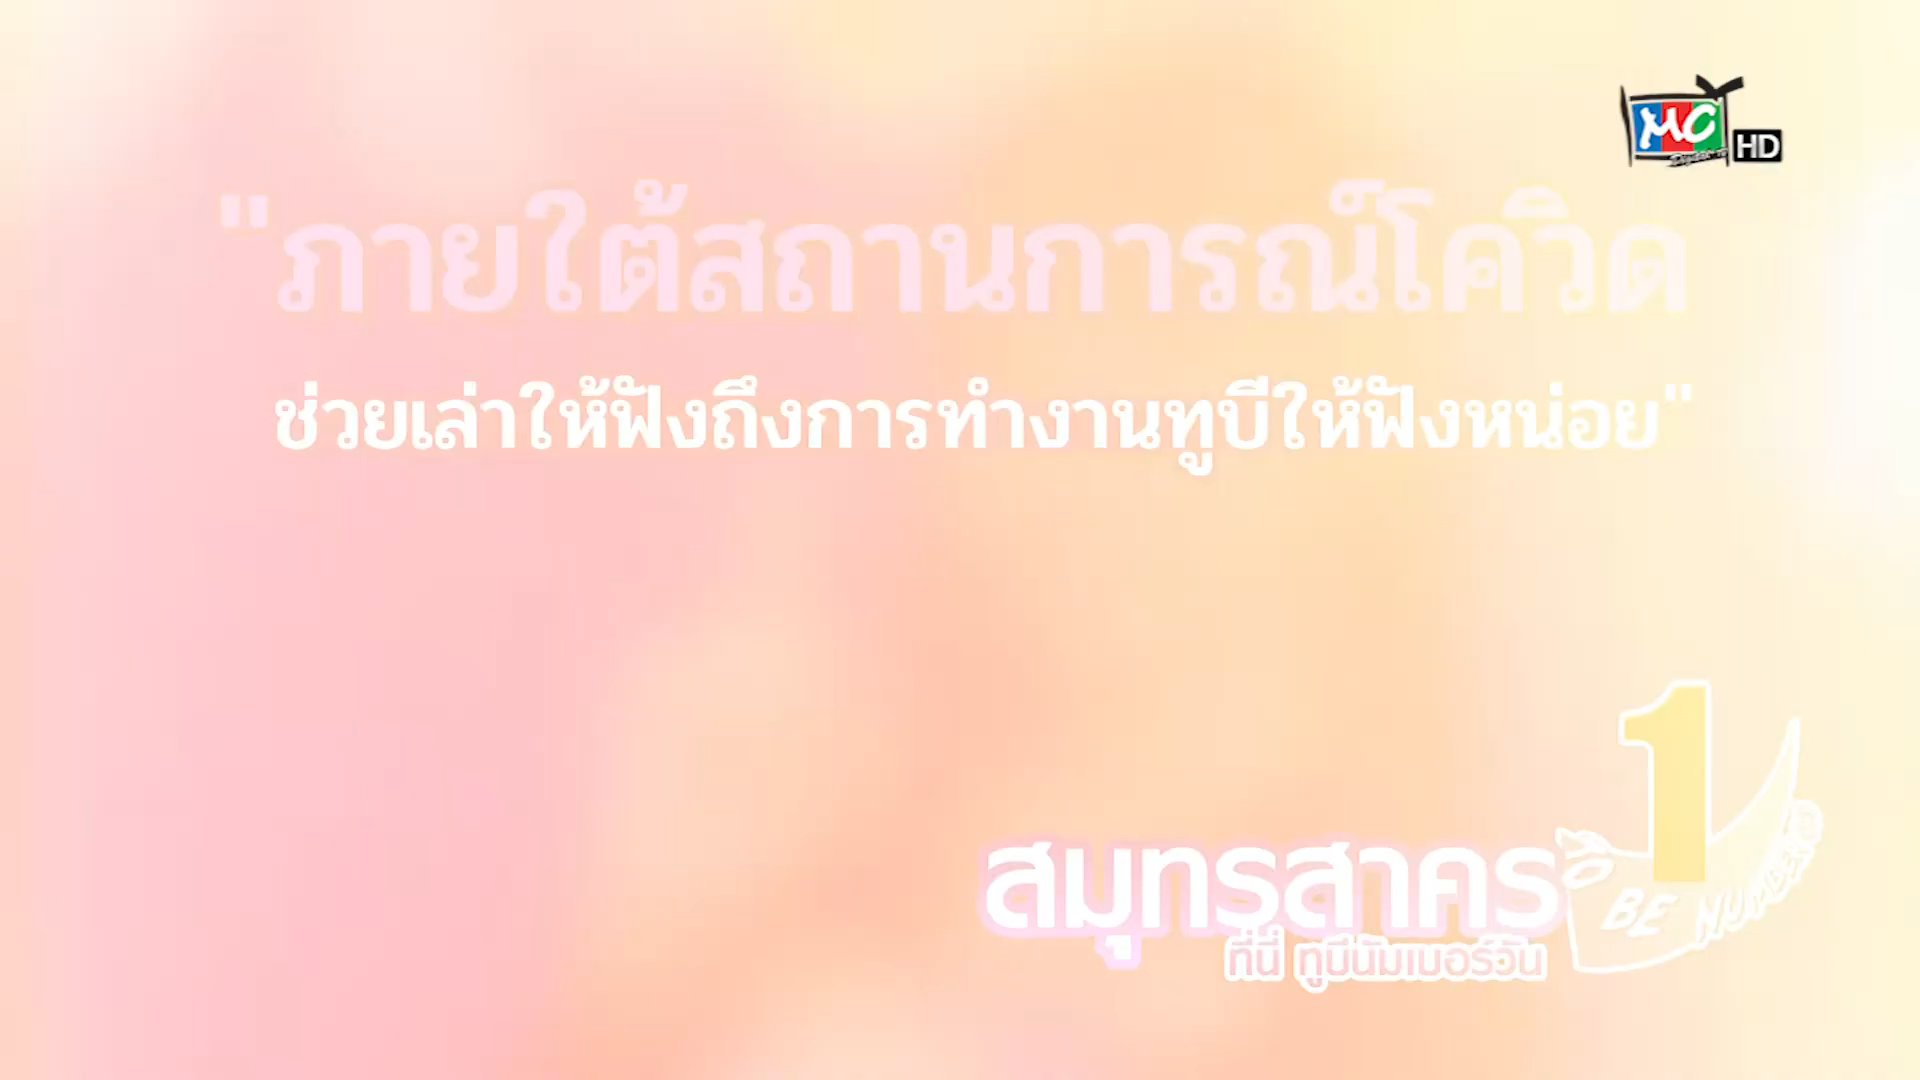 MC
Digital TV
HD
"ภายใต้สถานการณ์โควิด
ช่วยเล่าให้ฟังถึงการทำงานทูบีให้ฟังหน่อย"
1
BE NUMBER
สมุทรสาคร
ที่นี่ ทูบีนัมเบอร์วัน